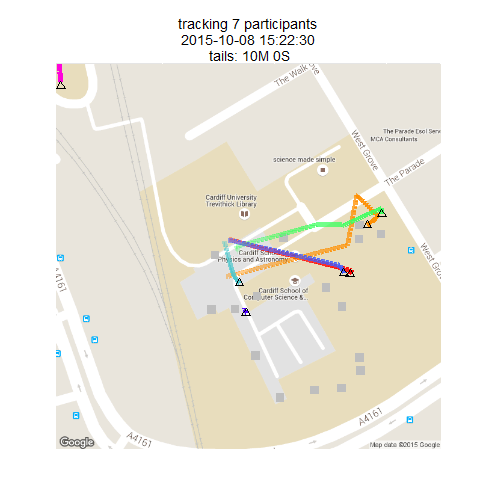 tracking 7 participants
2015-10-08 15:22:30
tails: 10M 0S
The Walk
Grove
West Grove
The Parade Esol Serv
MCA Consultants
science made simple
The Parade
Cardiff University
Trevithick Library
West Grove
Cardiff School
Physics and Astronomy
Cardiff School of
Computer Science &...
A4161
A4161
A4161
Google
Map data ©2015 Google